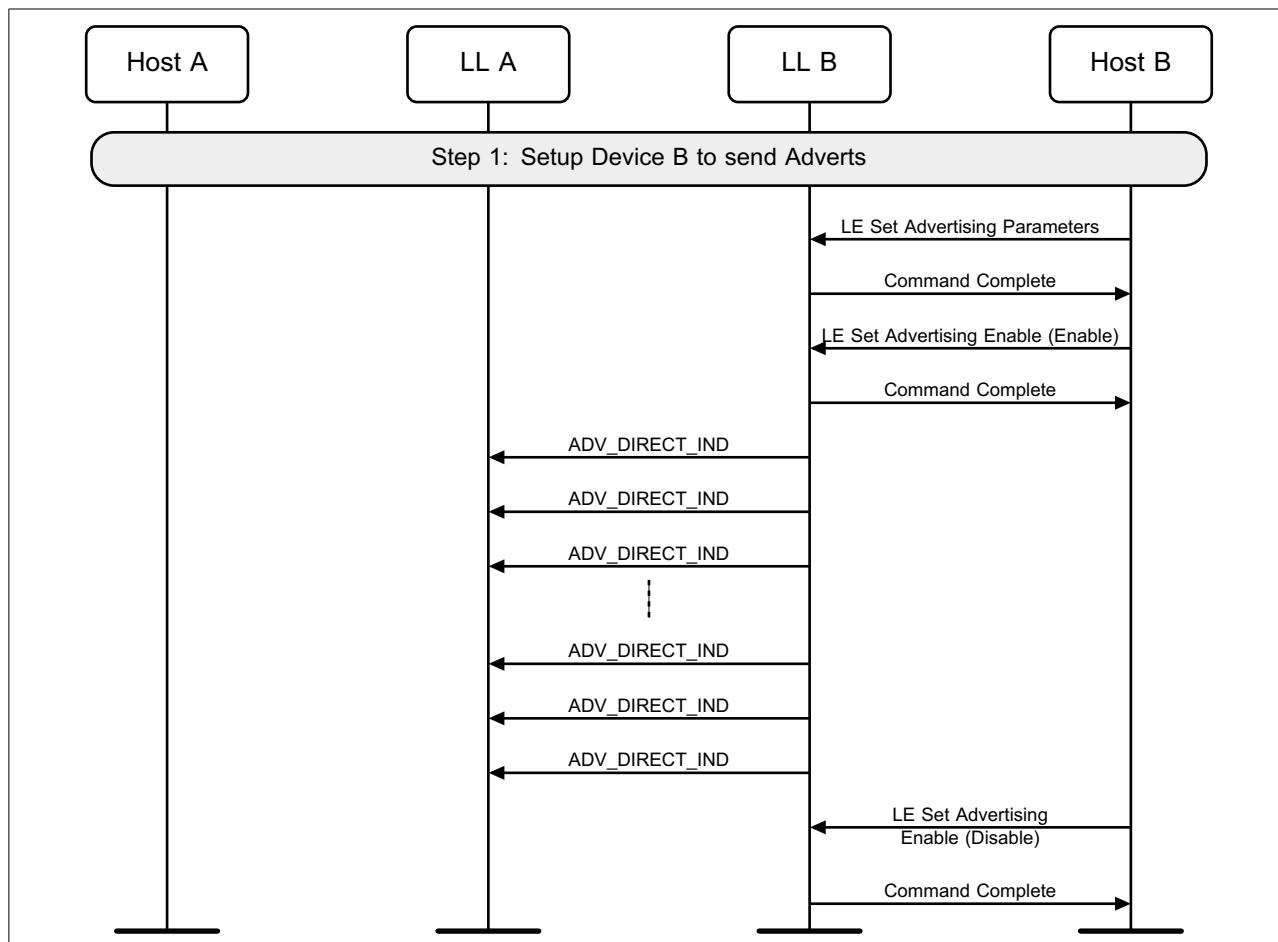 Host A
LL A
LL B
Host B
Step 1: Setup Device B to send Adverts
LE Set Advertising Parameters
Command Complete
LE Set Advertising Enable (Enable)
Command Complete
ADV_DIRECT_IND
ADV_DIRECT_IND
ADV_DIRECT_IND
ADV_DIRECT_IND
ADV_DIRECT_IND
ADV_DIRECT_IND
LE Set Advertising
Enable (Disable)
Command Complete